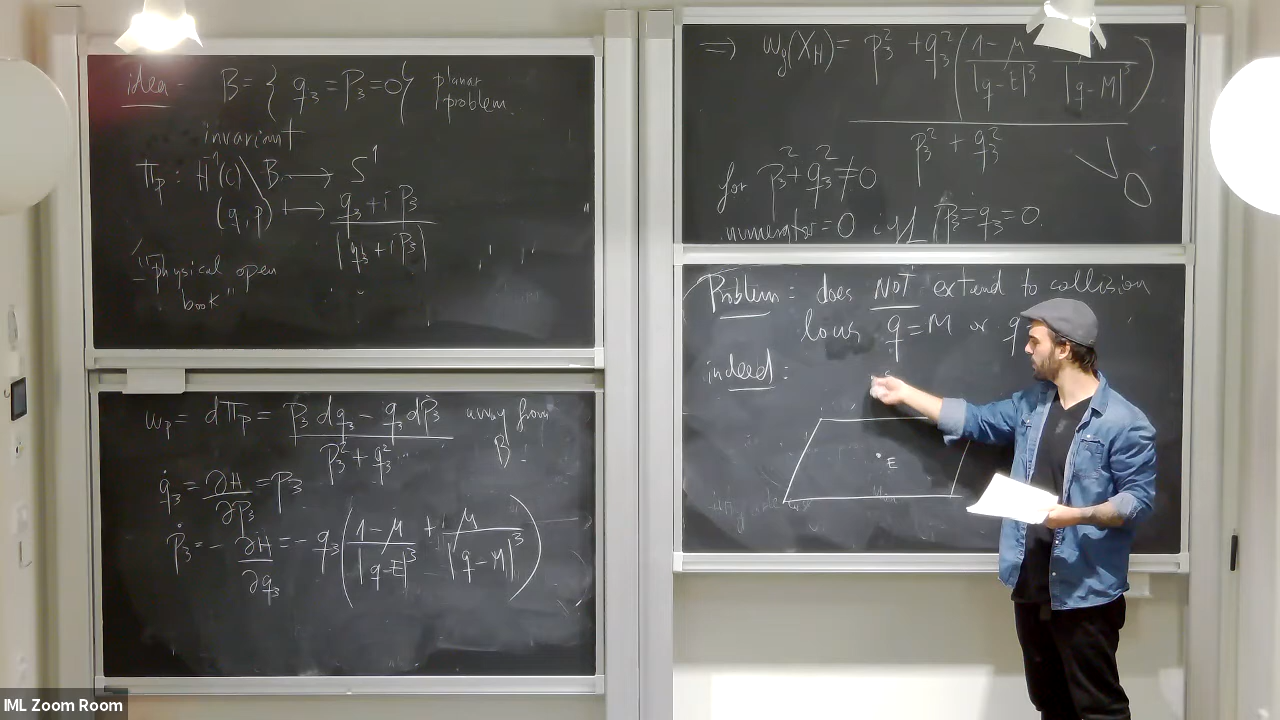 idea - B = { q₃ = P₃ = 0 } planar problem
invariant
π_p : H⁻¹(c) \ B → S¹
(q, p) ↦ (q₃ + i P₃) / |q₃ + i P₃|
"physical open
book"
ω_p = dπ_p = (P₃ dq₃ - q₃ dP₃) / (P₃² + q₃²) away from B.
q̇₃ = ∂H/∂P₃ = P₃
ṗ₃ = - ∂H/∂q₃ = - q₃ ( (1-μ)/|q-E|³ + μ/|q-M|³ )
⟹ ω_p(X_H) = ( P₃² + q₃² ( (1-μ)/|q-E|³ μ/|q-M|³ ) ) / (P₃² + q₃²) > 0
for P₃² + q₃² ≠ 0
numerator = 0 iff P₃ = q₃ = 0.
Problem: does NOT extend to collision
locus q = M or q
indeed:
E
IML Zoom Room